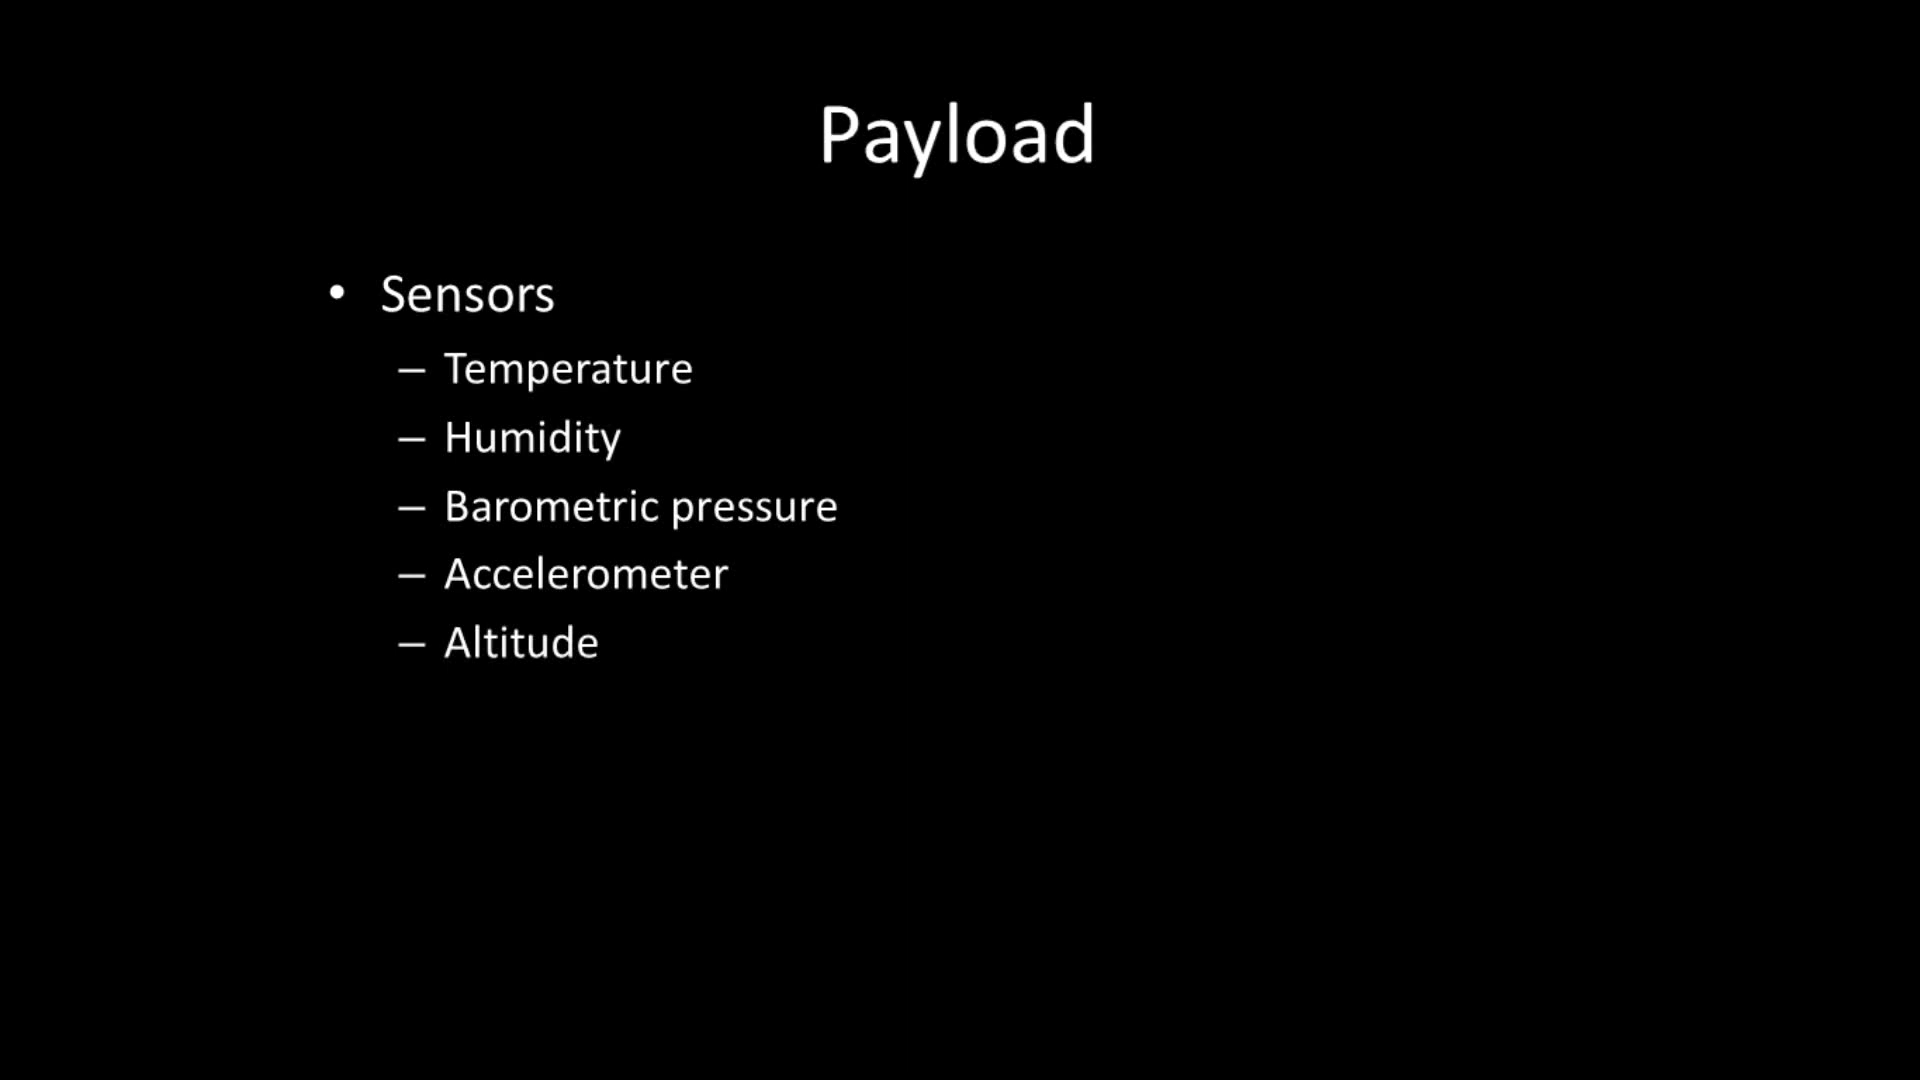 Payload
• Sensors
– Temperature
– Humidity
– Barometric pressure
– Accelerometer
– Altitude